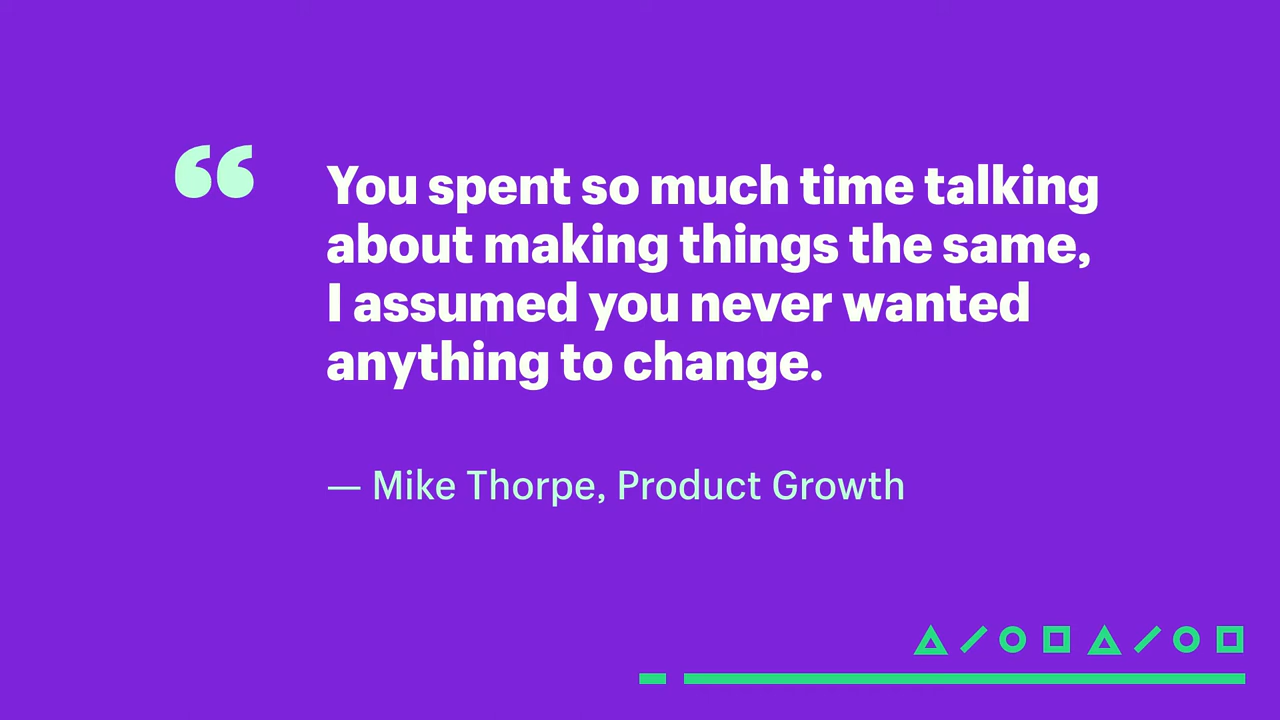 “ You spent so much time talking
about making things the same,
I assumed you never wanted
anything to change.
— Mike Thorpe, Product Growth